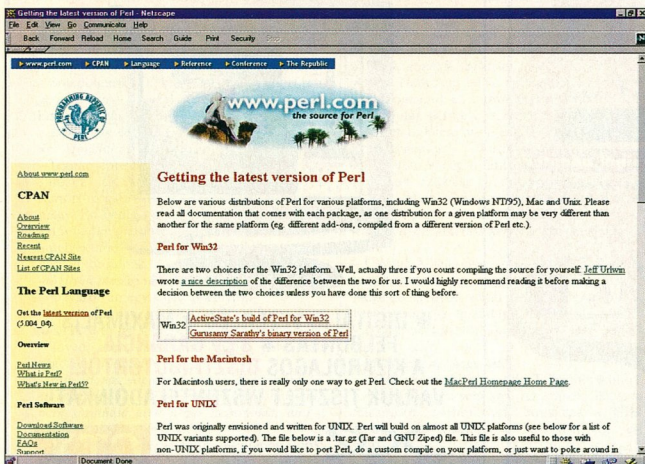 Getting the latest version of Perl - Netscape
File Edit View Go Communicator Help
Back Forward Reload Home Search Guide Print Security Stop
www.perl.com CPAN Language Reference Conference The Republic
PROGRAMMING REPUBLIC OF PERL
www.perl.com
the source for Perl
About www.perl.com
CPAN
About
Overview
Roadmap
Recent
Nearest CPAN Site
List of CPAN Sites
The Perl Language
Get the latest version of Perl
(5.004_04).
Overview
Perl News
What is Perl?
What's New in Perl5?
Perl Software
Download Software
Documentation
FAQs
Support
Getting the latest version of Perl
Below are various distributions of Perl for various platforms, including Win32 (Windows NT/95), Mac and Unix. Please
read all documentation that comes with each package, as one distribution for a given platform may be very different than
another for the same platform (eg. different add-ons, compiled from a different version of Perl etc.).
Perl for Win32
There are two choices for the Win32 platform. Well, actually three if you count compiling the source for yourself. Jeff Urlwin
wrote a nice description of the difference between the two for us. I would highly recommend reading it before making a
decision between the two choices unless you have done this sort of thing before.
Win32 ActiveState's build of Perl for Win32
Gurusamy Sarathy's binary version of Perl
Perl for the Macintosh
For Macintosh users, there is really only one way to get Perl. Check out the MacPerl Homepage Home Page.
Perl for UNIX
Perl was originally envisioned and written for UNIX. Perl will build on almost all UNIX platforms (see below for a list of
UNIX variants supported). The file below is a .tar.gz (Tar and GNU Ziped) file. This file is also useful to those with
non-UNIX platforms, if you would like to port Perl, do a custom compile on your platform, or just want to poke around in
Document: Done